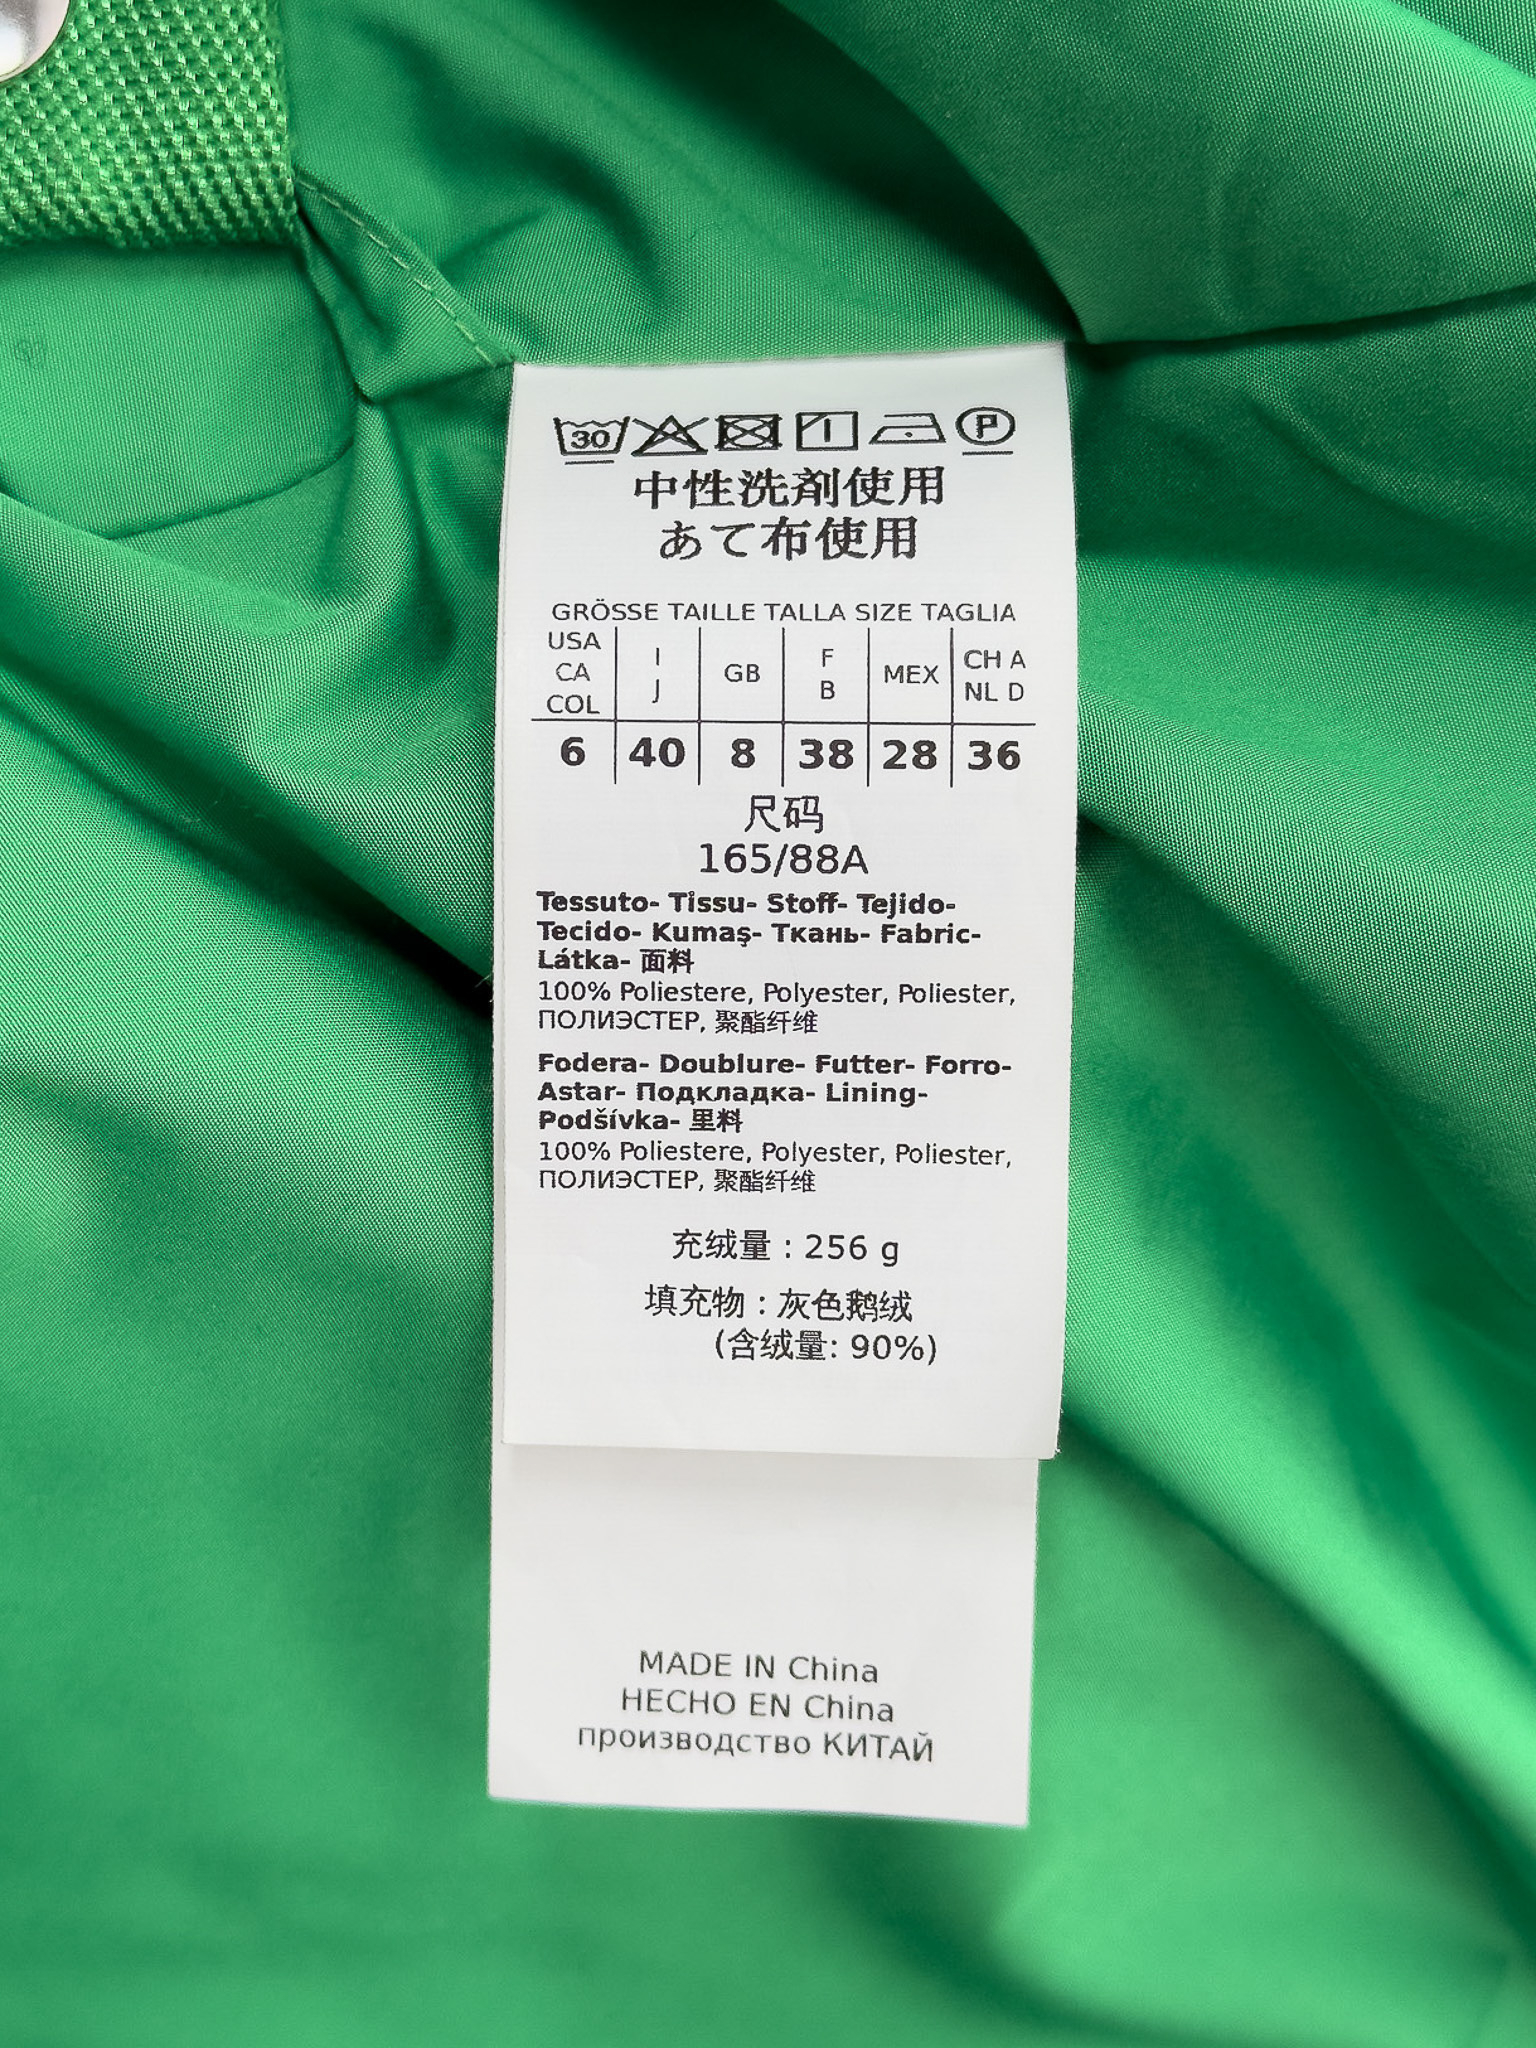 30 P
中性洗剤使用
あて布使用
GRÖSSE TAILLE TALLA SIZE TAGLIA
USA CA COL I J GB F B MEX CH A NL D
6 40 8 38 28 36
尺码
165/88A
Tessuto- Tissu- Stoff- Tejido-
Tecido- Kumaş- Ткань- Fabric-
Látka- 面料
100% Poliestere, Polyester, Poliester,
ПОЛИЭСТЕР, 聚酯纤维
Fodera- Doublure- Futter- Forro-
Astar- Подкладка- Lining-
Podšívka- 里料
100% Poliestere, Polyester, Poliester,
ПОЛИЭСТЕР, 聚酯纤维
充绒量 : 256 g
填充物 : 灰色鹅绒
(含绒量: 90%)
MADE IN China
HECHO EN China
производство КИТАЙ